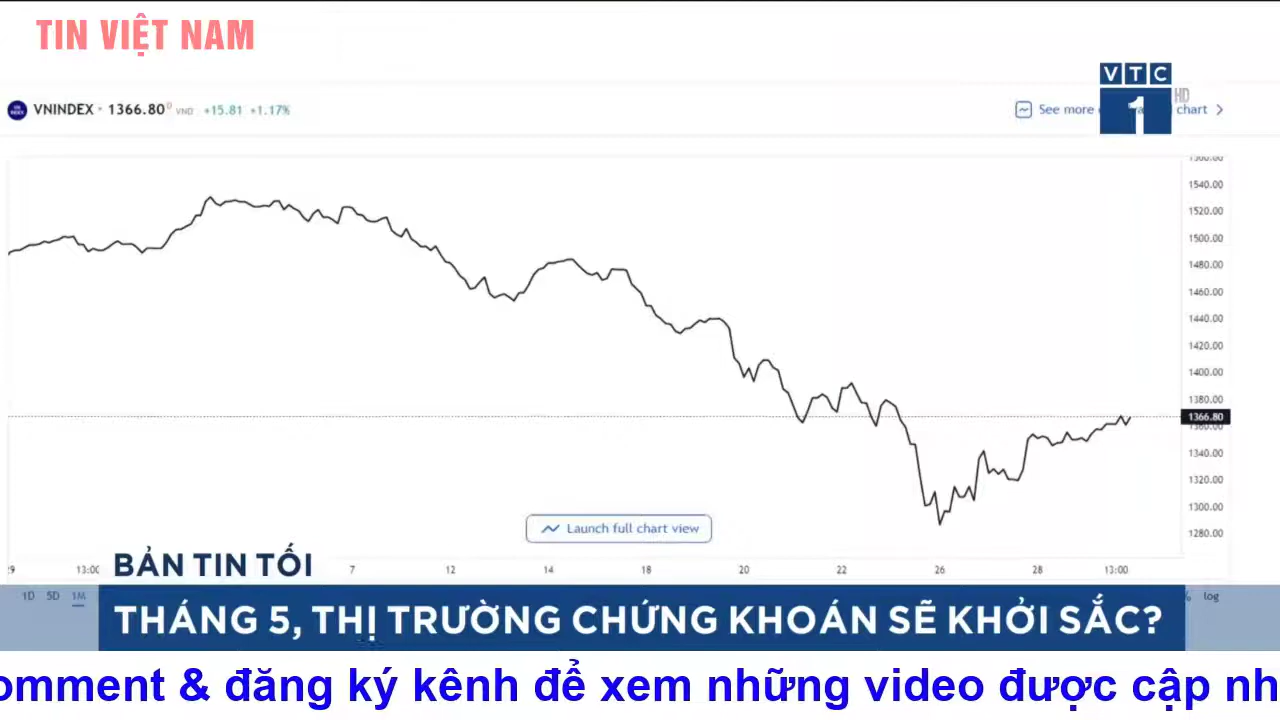 TIN VIỆT NAM
VTC
1
HD
VNINDEX • 1366.80 D VND +15.81 +1.17%
See more chart >
1540.00
1520.00
1500.00
1480.00
1460.00
1440.00
1420.00
1400.00
1380.00
1366.80
1360.00
1340.00
1320.00
1300.00
1280.00
Launch full chart view
13:00 7 12 14 18 20 22 26 28 13:00
BẢN TIN TỐI
1D 5D 1M % log
THÁNG 5, THỊ TRƯỜNG CHỨNG KHOÁN SẼ KHỞI SẮC?
omment & đăng ký kênh để xem những video được cập nh